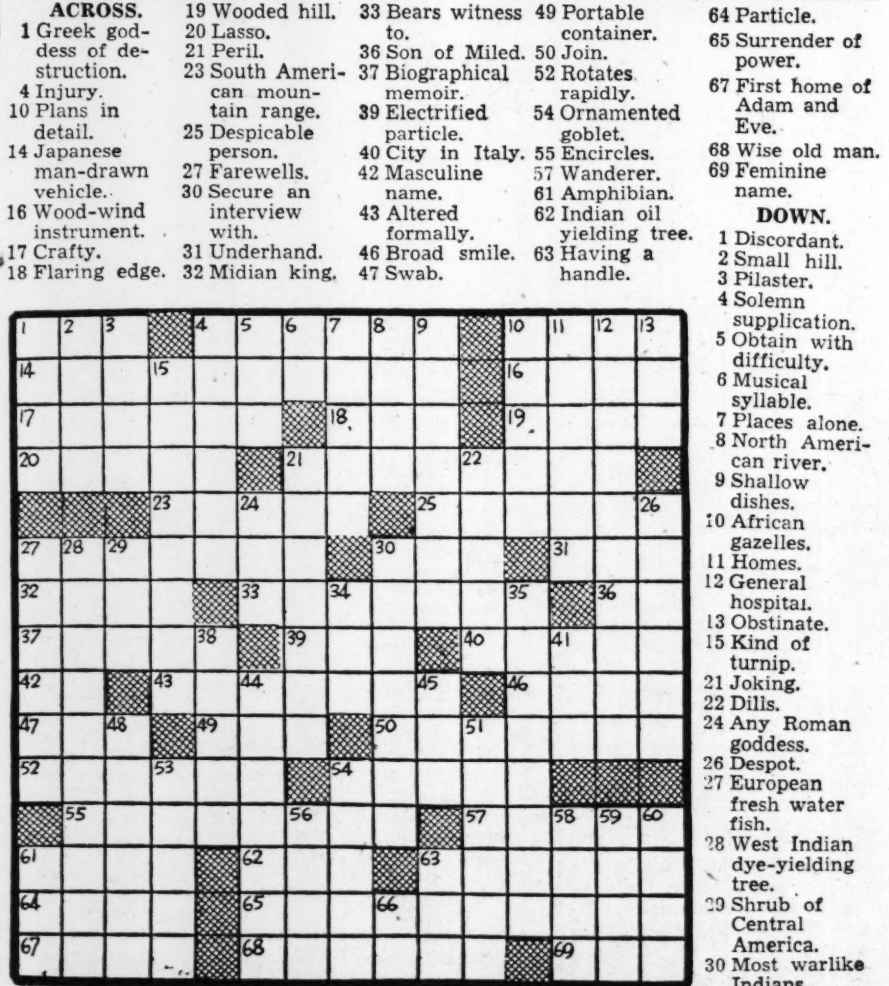 ACROSS.
1 Greek god-
dess of de-
struction.
4 Injury.
10 Plans in
detail.
14 Japanese
man-drawn
vehicle.
16 Wood-wind
instrument.
17 Crafty.
18 Flaring edge.
19 Wooded hill.
20 Lasso.
21 Peril.
23 South Ameri-
can moun-
tain range.
25 Despicable
person.
27 Farewells.
30 Secure an
interview
with.
31 Underhand.
32 Midian king.
33 Bears witness
to.
36 Son of Miled.
37 Biographical
memoir.
39 Electrified
particle.
40 City in Italy.
42 Masculine
name.
43 Altered
formally.
46 Broad smile.
47 Swab.
49 Portable
container.
50 Join.
52 Rotates
rapidly.
54 Ornamented
goblet.
55 Encircles.
57 Wanderer.
61 Amphibian.
62 Indian oil
yielding tree.
63 Having a
handle.
64 Particle.
65 Surrender of
power.
67 First home of
Adam and
Eve.
68 Wise old man.
69 Feminine
name.
DOWN.
1 Discordant.
2 Small hill.
3 Pilaster.
4 Solemn
supplication.
5 Obtain with
difficulty.
6 Musical
syllable.
7 Places alone.
8 North Ameri-
can river.
9 Shallow
dishes.
10 African
gazelles.
11 Homes.
12 General
hospital.
13 Obstinate.
15 Kind of
turnip.
21 Joking.
22 Dills.
24 Any Roman
goddess.
26 Despot.
27 European
fresh water
fish.
28 West Indian
dye-yielding
tree.
29 Shrub of
Central
America.
30 Most warlike
Indians
1 2 3 4 5 6 7 8 9 10 11 12 13
14 15 16
17 18 19
20 21 22
23 24 25 26
27 28 29 30 31
32 33 34 35 36
37 38 39 40 41
42 43 44 45 46
47 48 49 50 51
52 53 54
55 56 57 58 59 60
61 62 63
64 65 66
67 68 69